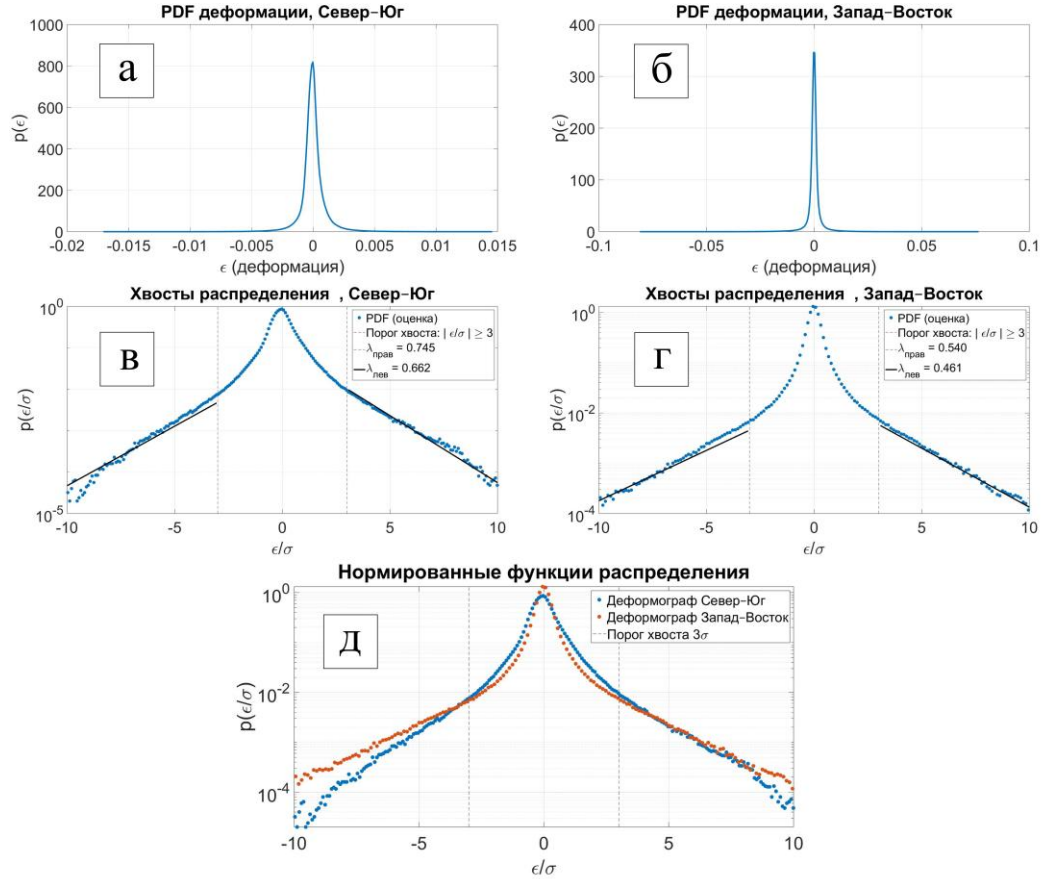 PDF деформации, Север-Юг
а
1000
800
600
400
200
0
p(ϵ)
-0.02 -0.015 -0.01 -0.005 0 0.005 0.01 0.015
ϵ (деформация)
PDF деформации, Запад-Восток
б
400
300
200
100
0
p(ϵ)
-0.1 -0.05 0 0.05 0.1
ϵ (деформация)
Хвосты распределения , Север-Юг
в
PDF (оценка)
Порог хвоста: | ϵ/σ | ≥ 3
λправ = 0.745
λлев = 0.662
10^0
10^-5
p(ϵ/σ)
-10 -5 0 5 10
ϵ/σ
Хвосты распределения , Запад-Восток
г
PDF (оценка)
Порог хвоста: | ϵ/σ | ≥ 3
λправ = 0.540
λлев = 0.461
10^0
10^-2
10^-4
p(ϵ/σ)
-10 -5 0 5 10
ϵ/σ
Нормированные функции распределения
д
Деформограф Север-Юг
Деформограф Запад-Восток
Порог хвоста 3σ
10^0
10^-2
10^-4
p(ϵ/σ)
-10 -5 0 5 10
ϵ/σ